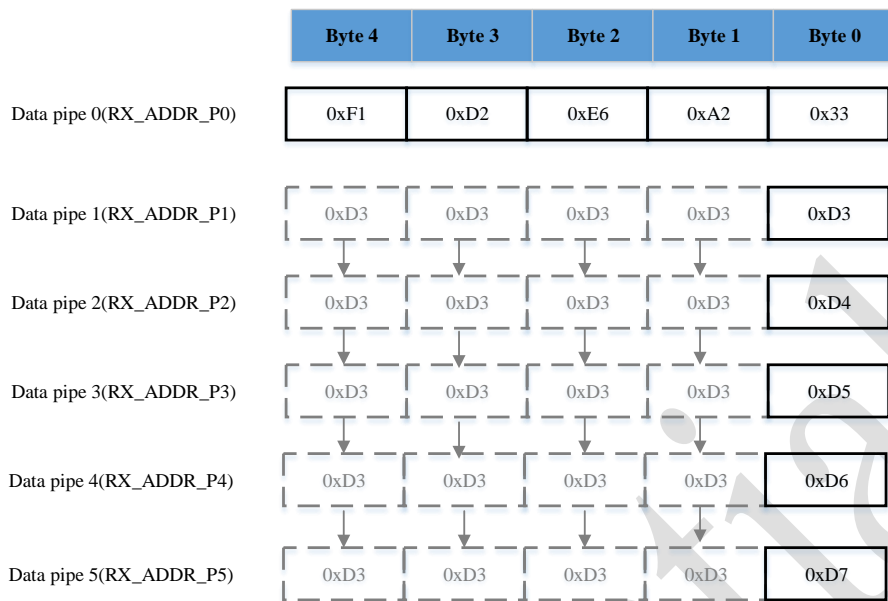 Byte 4 Byte 3 Byte 2 Byte 1 Byte 0
Data pipe 0(RX_ADDR_P0) 0xF1 0xD2 0xE6 0xA2 0x33
Data pipe 1(RX_ADDR_P1) 0xD3 0xD3 0xD3 0xD3 0xD3
Data pipe 2(RX_ADDR_P2) 0xD3 0xD3 0xD3 0xD3 0xD4
Data pipe 3(RX_ADDR_P3) 0xD3 0xD3 0xD3 0xD3 0xD5
Data pipe 4(RX_ADDR_P4) 0xD3 0xD3 0xD3 0xD3 0xD6
Data pipe 5(RX_ADDR_P5) 0xD3 0xD3 0xD3 0xD3 0xD7